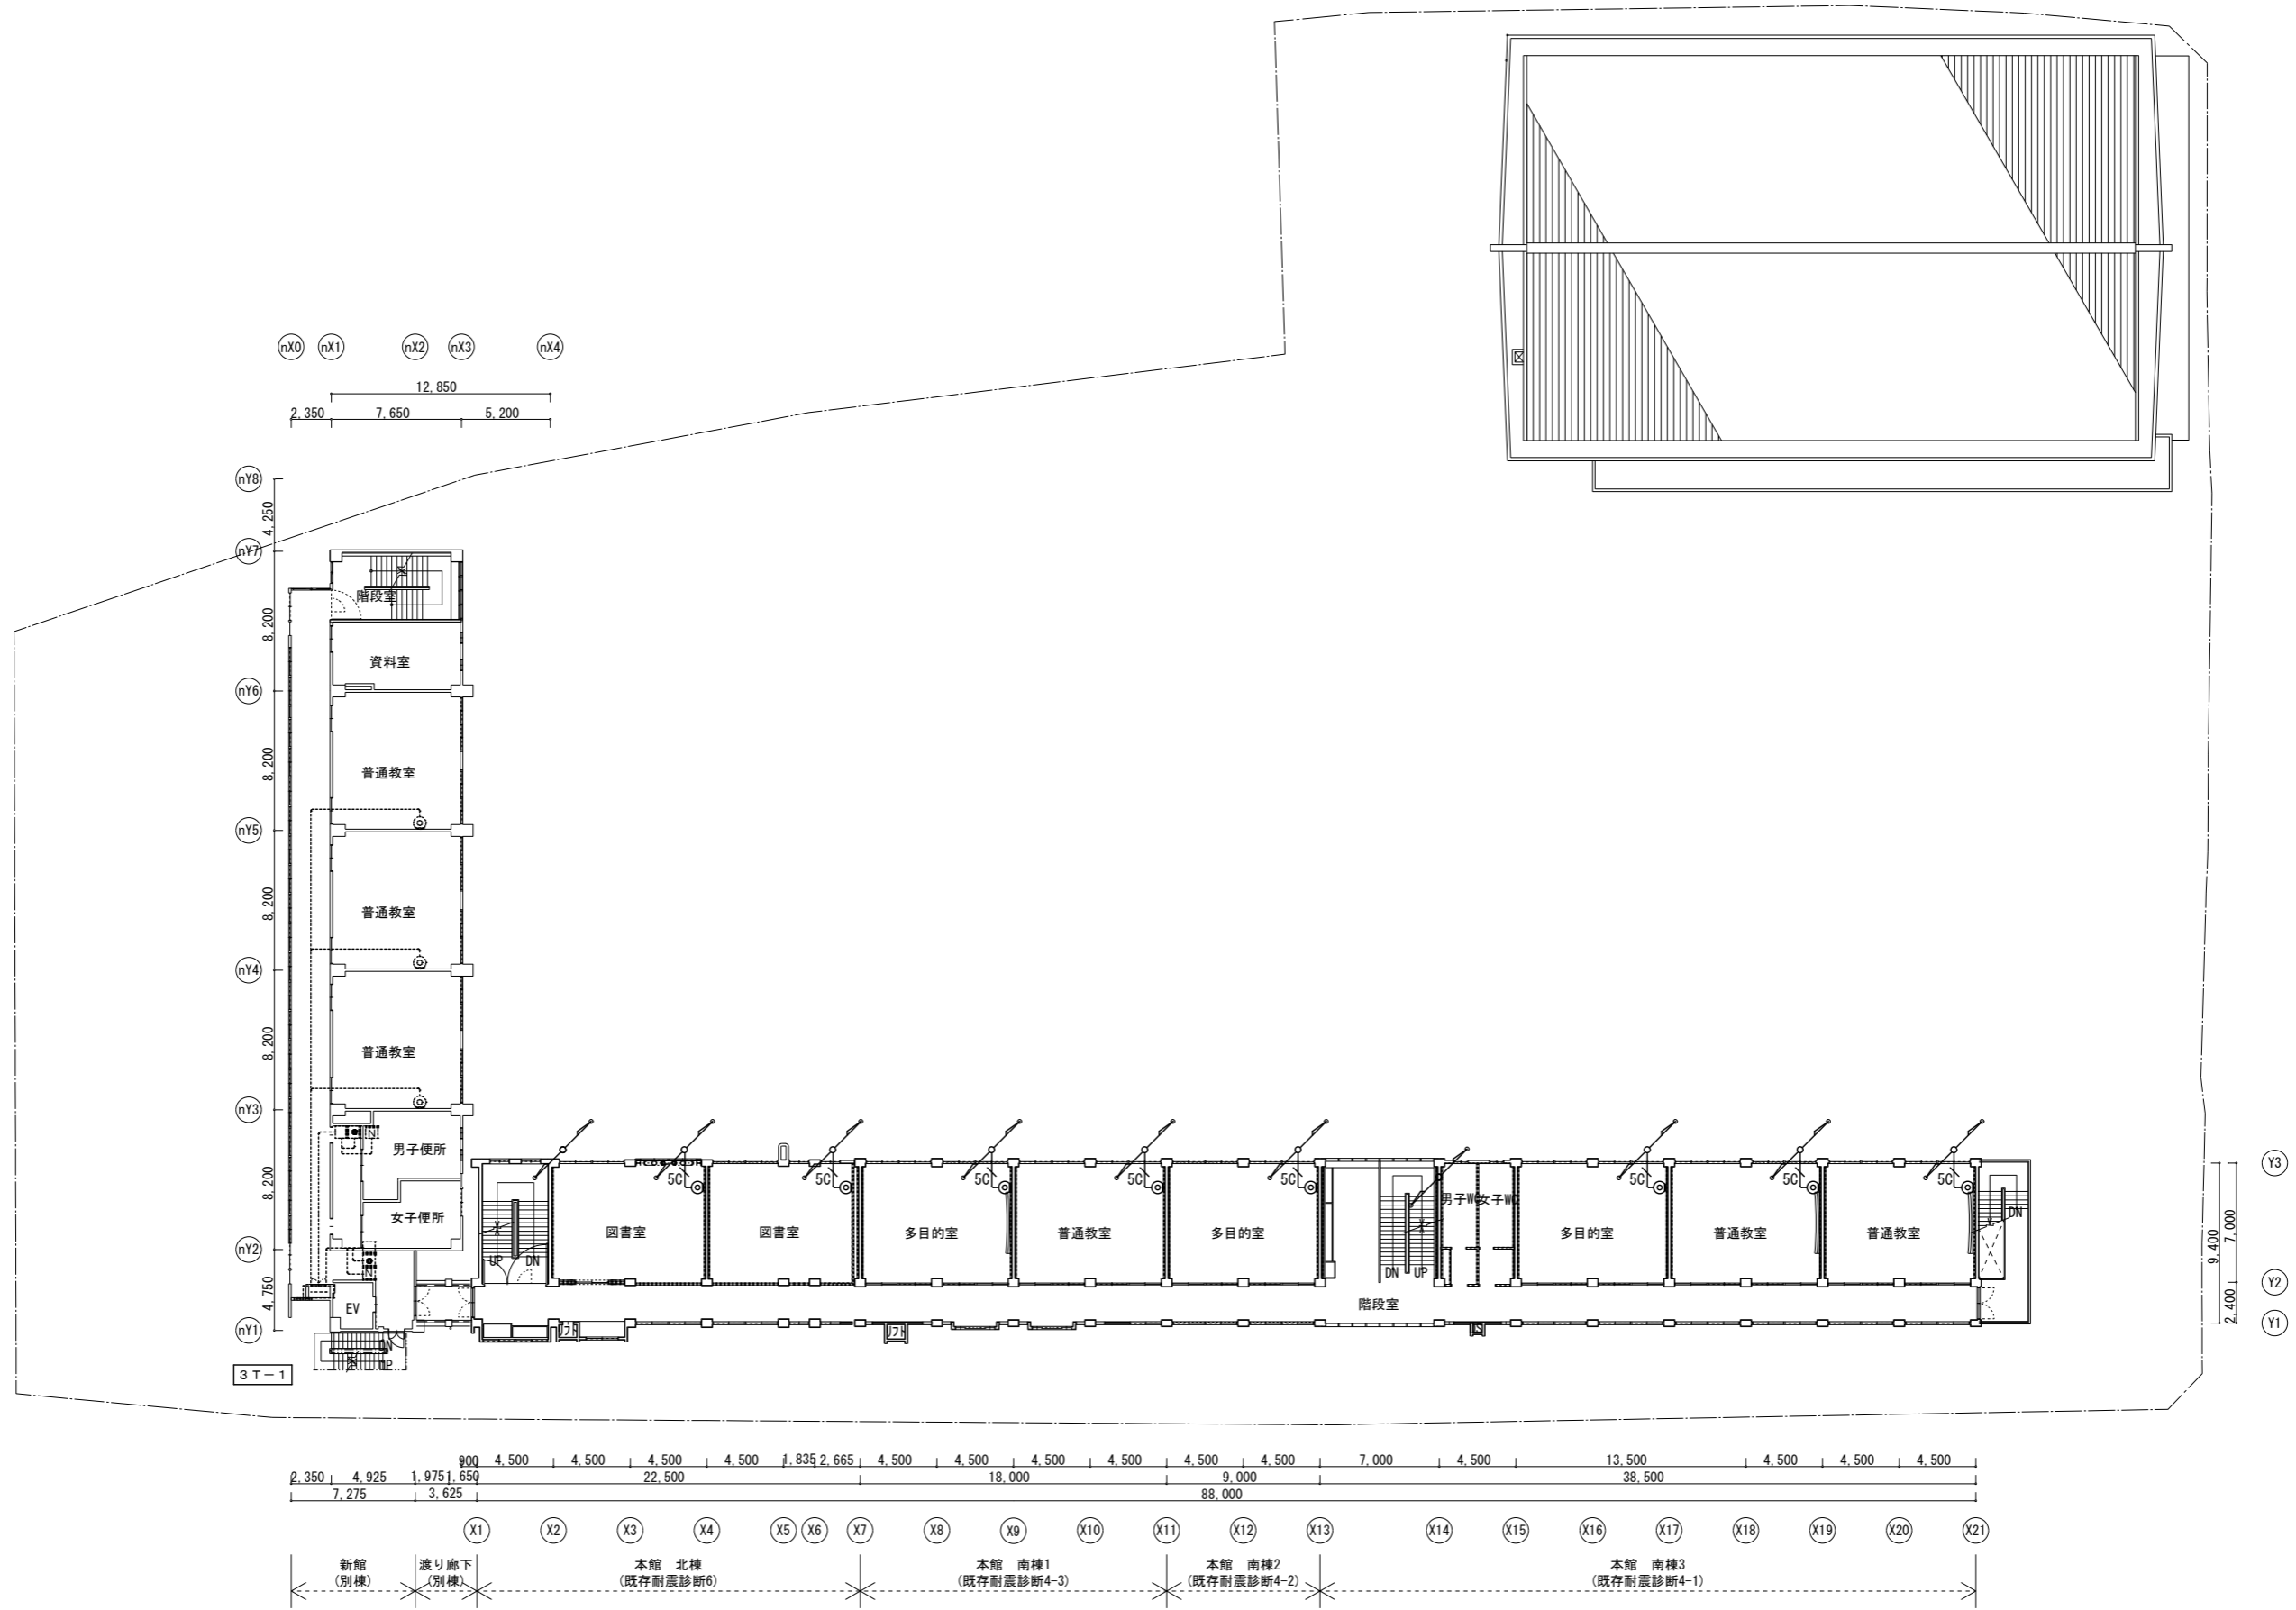 nX0 nX1 nX2 nX3 nX4
12,850
2,350 7,650 5,200
nY8
4,250
nY7
階段室
8,200
資料室
nY6
普通教室
8,200
nY5
普通教室
8,200
nY4
普通教室
8,200
nY3
男子便所
8,200
女子便所
nY2
4,750
EV
nY1
DN
UP
3T-1
5C 5C 5C 5C 5C 5C 5C 5C
Y3
男子WC 女子WC
図書室 図書室 多目的室 普通教室 多目的室 多目的室 普通教室 普通教室
UP DN
DN UP
DN
7,000
9,400
Y2
階段室
2,400
Y1
リフト リフト
900 4,500 4,500 4,500 4,500 1,835 2,665 4,500 4,500 4,500 4,500 4,500 4,500 7,000 4,500 13,500 4,500 4,500 4,500
2,350 4,925 1,975 1,650 22,500 18,000 9,000 38,500
7,275 3,625 88,000
X1 X2 X3 X4 X5 X6 X7 X8 X9 X10 X11 X12 X13 X14 X15 X16 X17 X18 X19 X20 X21
新館 渡り廊下 本館 北棟 本館 南棟1 本館 南棟2 本館 南棟3
(別棟) (別棟) (既存耐震診断6) (既存耐震診断4-3) (既存耐震診断4-2) (既存耐震診断4-1)